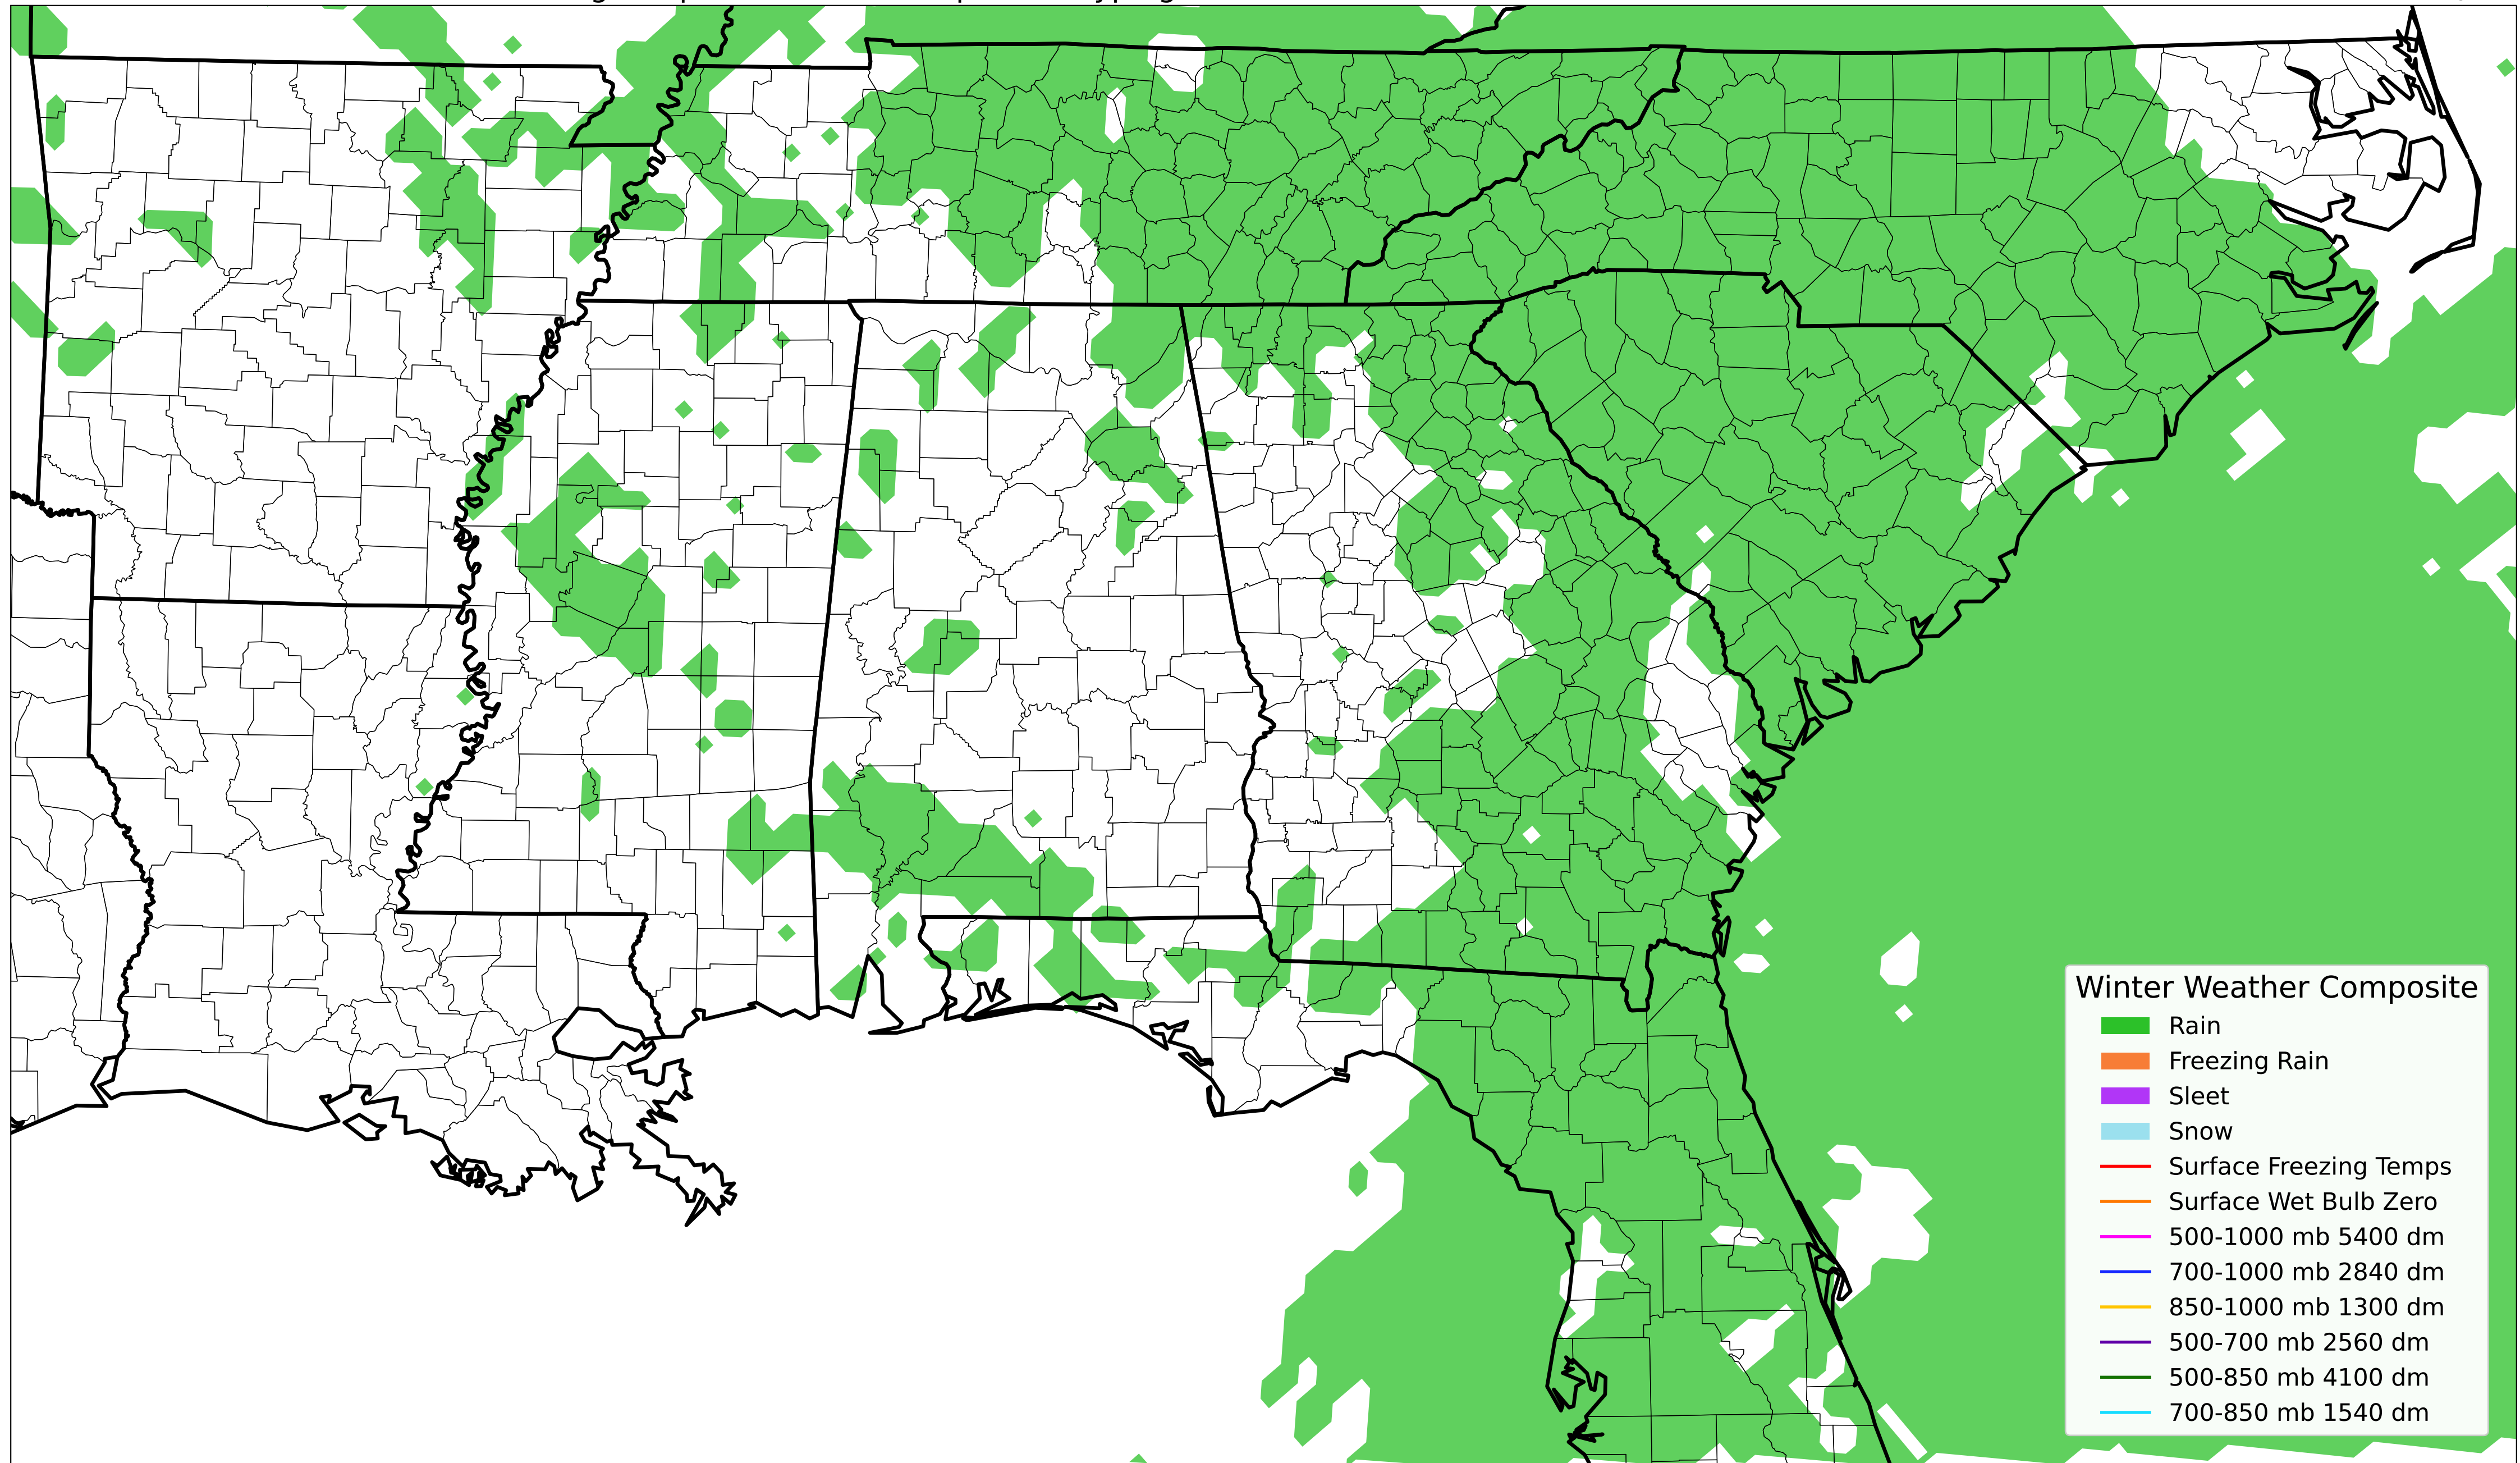 Winter Weather Composite
Rain
Freezing Rain
Sleet
Snow
Surface Freezing Temps
Surface Wet Bulb Zero
500-1000 mb 5400 dm
700-1000 mb 2840 dm
850-1000 mb 1300 dm
500-700 mb 2560 dm
500-850 mb 4100 dm
700-850 mb 1540 dm